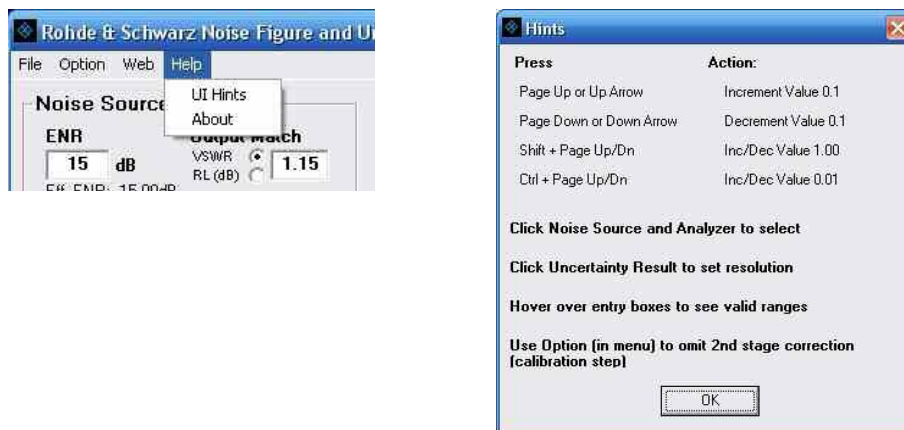 Rohde & Schwarz Noise Figure and U
File Option Web Help
UI Hints
About
Noise Source
ENR
Output Match
15 dB
VSWR
RL (dB)
1.15
Eff. ENR: 15.00dB
Hints
Press Action:
Page Up or Up Arrow Increment Value 0.1
Page Down or Down Arrow Decrement Value 0.1
Shift + Page Up/Dn Inc/Dec Value 1.00
Ctrl + Page Up/Dn Inc/Dec Value 0.01
Click Noise Source and Analyzer to select
Click Uncertainty Result to set resolution
Hover over entry boxes to see valid ranges
Use Option (in menu) to omit 2nd stage correction
(calibration step)
OK